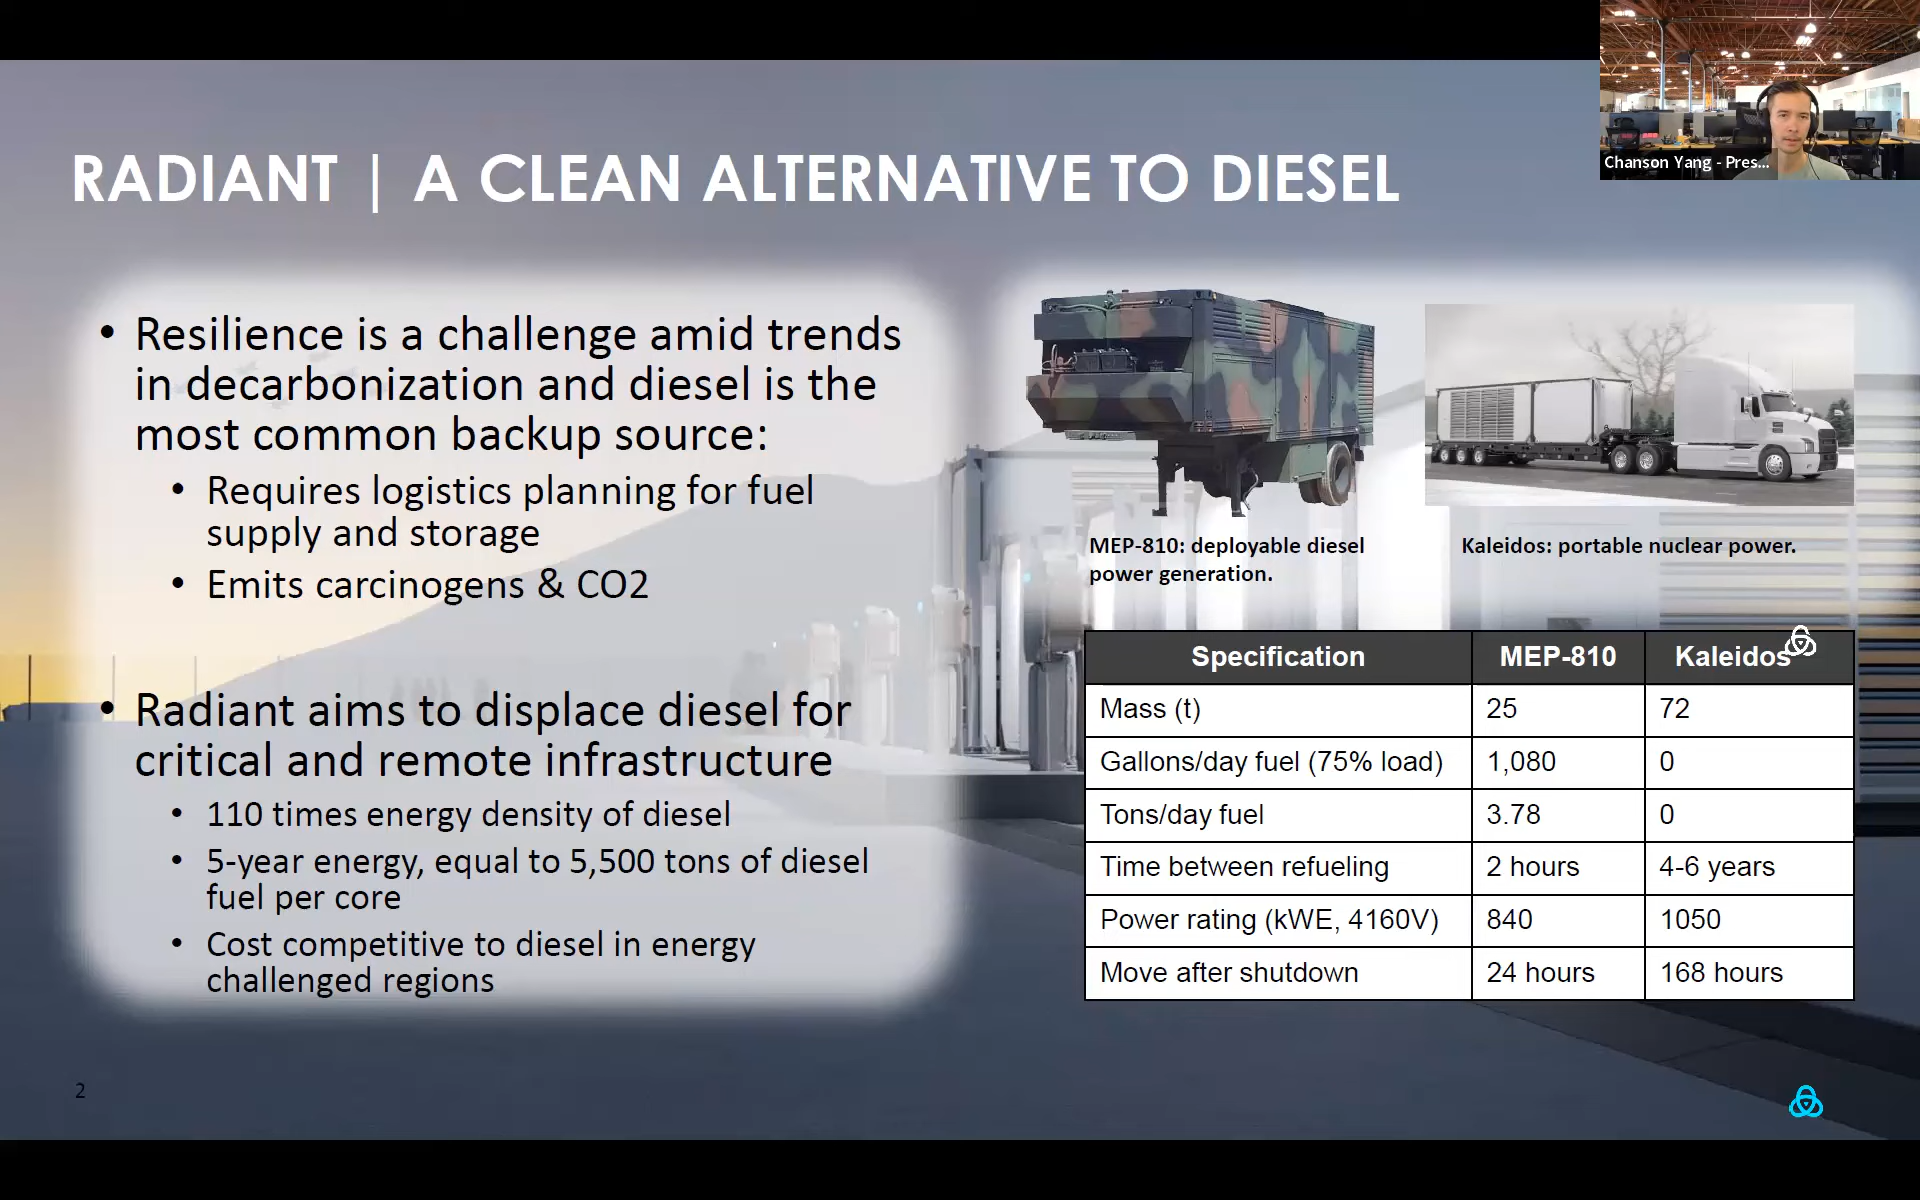 Chanson Yang - Pres...
RADIANT | A CLEAN ALTERNATIVE TO DIESEL
• Resilience is a challenge amid trends
in decarbonization and diesel is the
most common backup source:
• Requires logistics planning for fuel
supply and storage
• Emits carcinogens & CO2
• Radiant aims to displace diesel for
critical and remote infrastructure
• 110 times energy density of diesel
• 5-year energy, equal to 5,500 tons of diesel
fuel per core
• Cost competitive to diesel in energy
challenged regions
MEP-810: deployable diesel
power generation.
Kaleidos: portable nuclear power.
Specification MEP-810 Kaleidos
Mass (t) 25 72
Gallons/day fuel (75% load) 1,080 0
Tons/day fuel 3.78 0
Time between refueling 2 hours 4-6 years
Power rating (kWE, 4160V) 840 1050
Move after shutdown 24 hours 168 hours
2